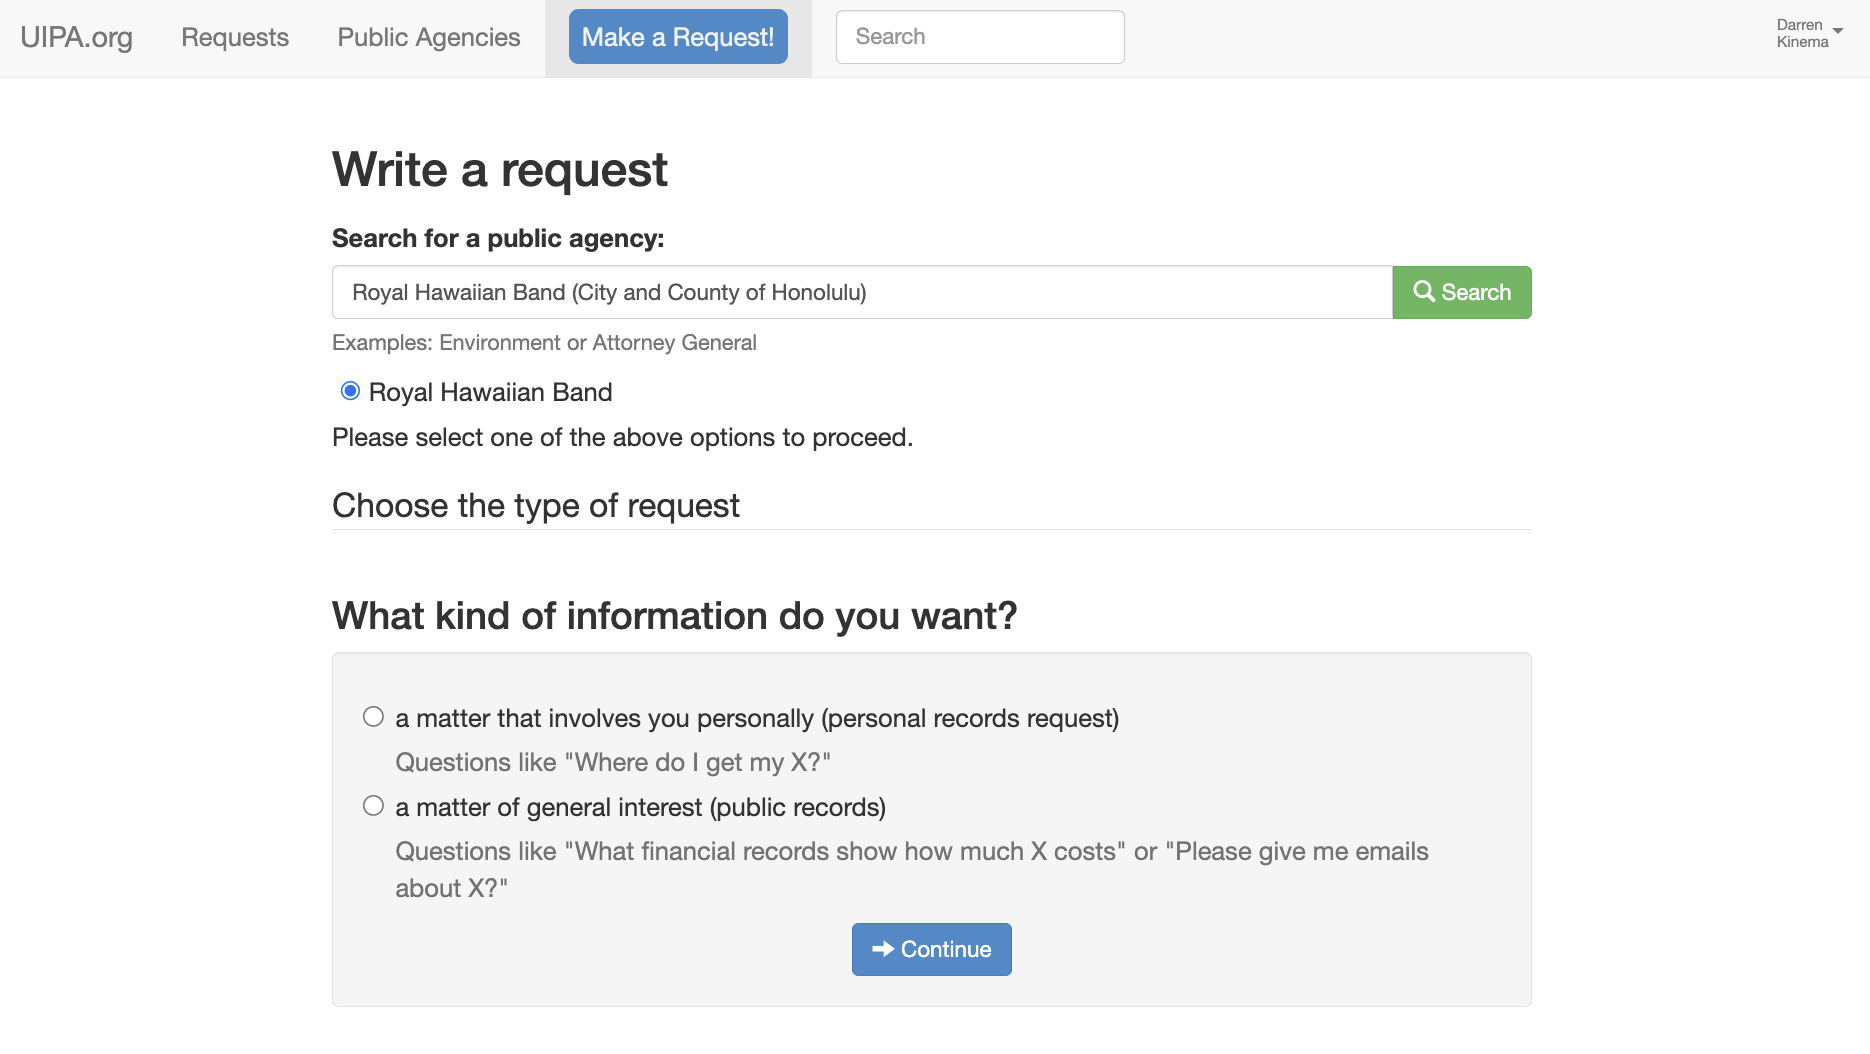 UIPA.org Requests Public Agencies Make a Request! Search Darren Kinema
Write a request
Search for a public agency:
Royal Hawaiian Band (City and County of Honolulu) Search
Examples: Environment or Attorney General
Royal Hawaiian Band
Please select one of the above options to proceed.
Choose the type of request
What kind of information do you want?
a matter that involves you personally (personal records request)
Questions like "Where do I get my X?"
a matter of general interest (public records)
Questions like "What financial records show how much X costs" or "Please give me emails
about X?"
Continue